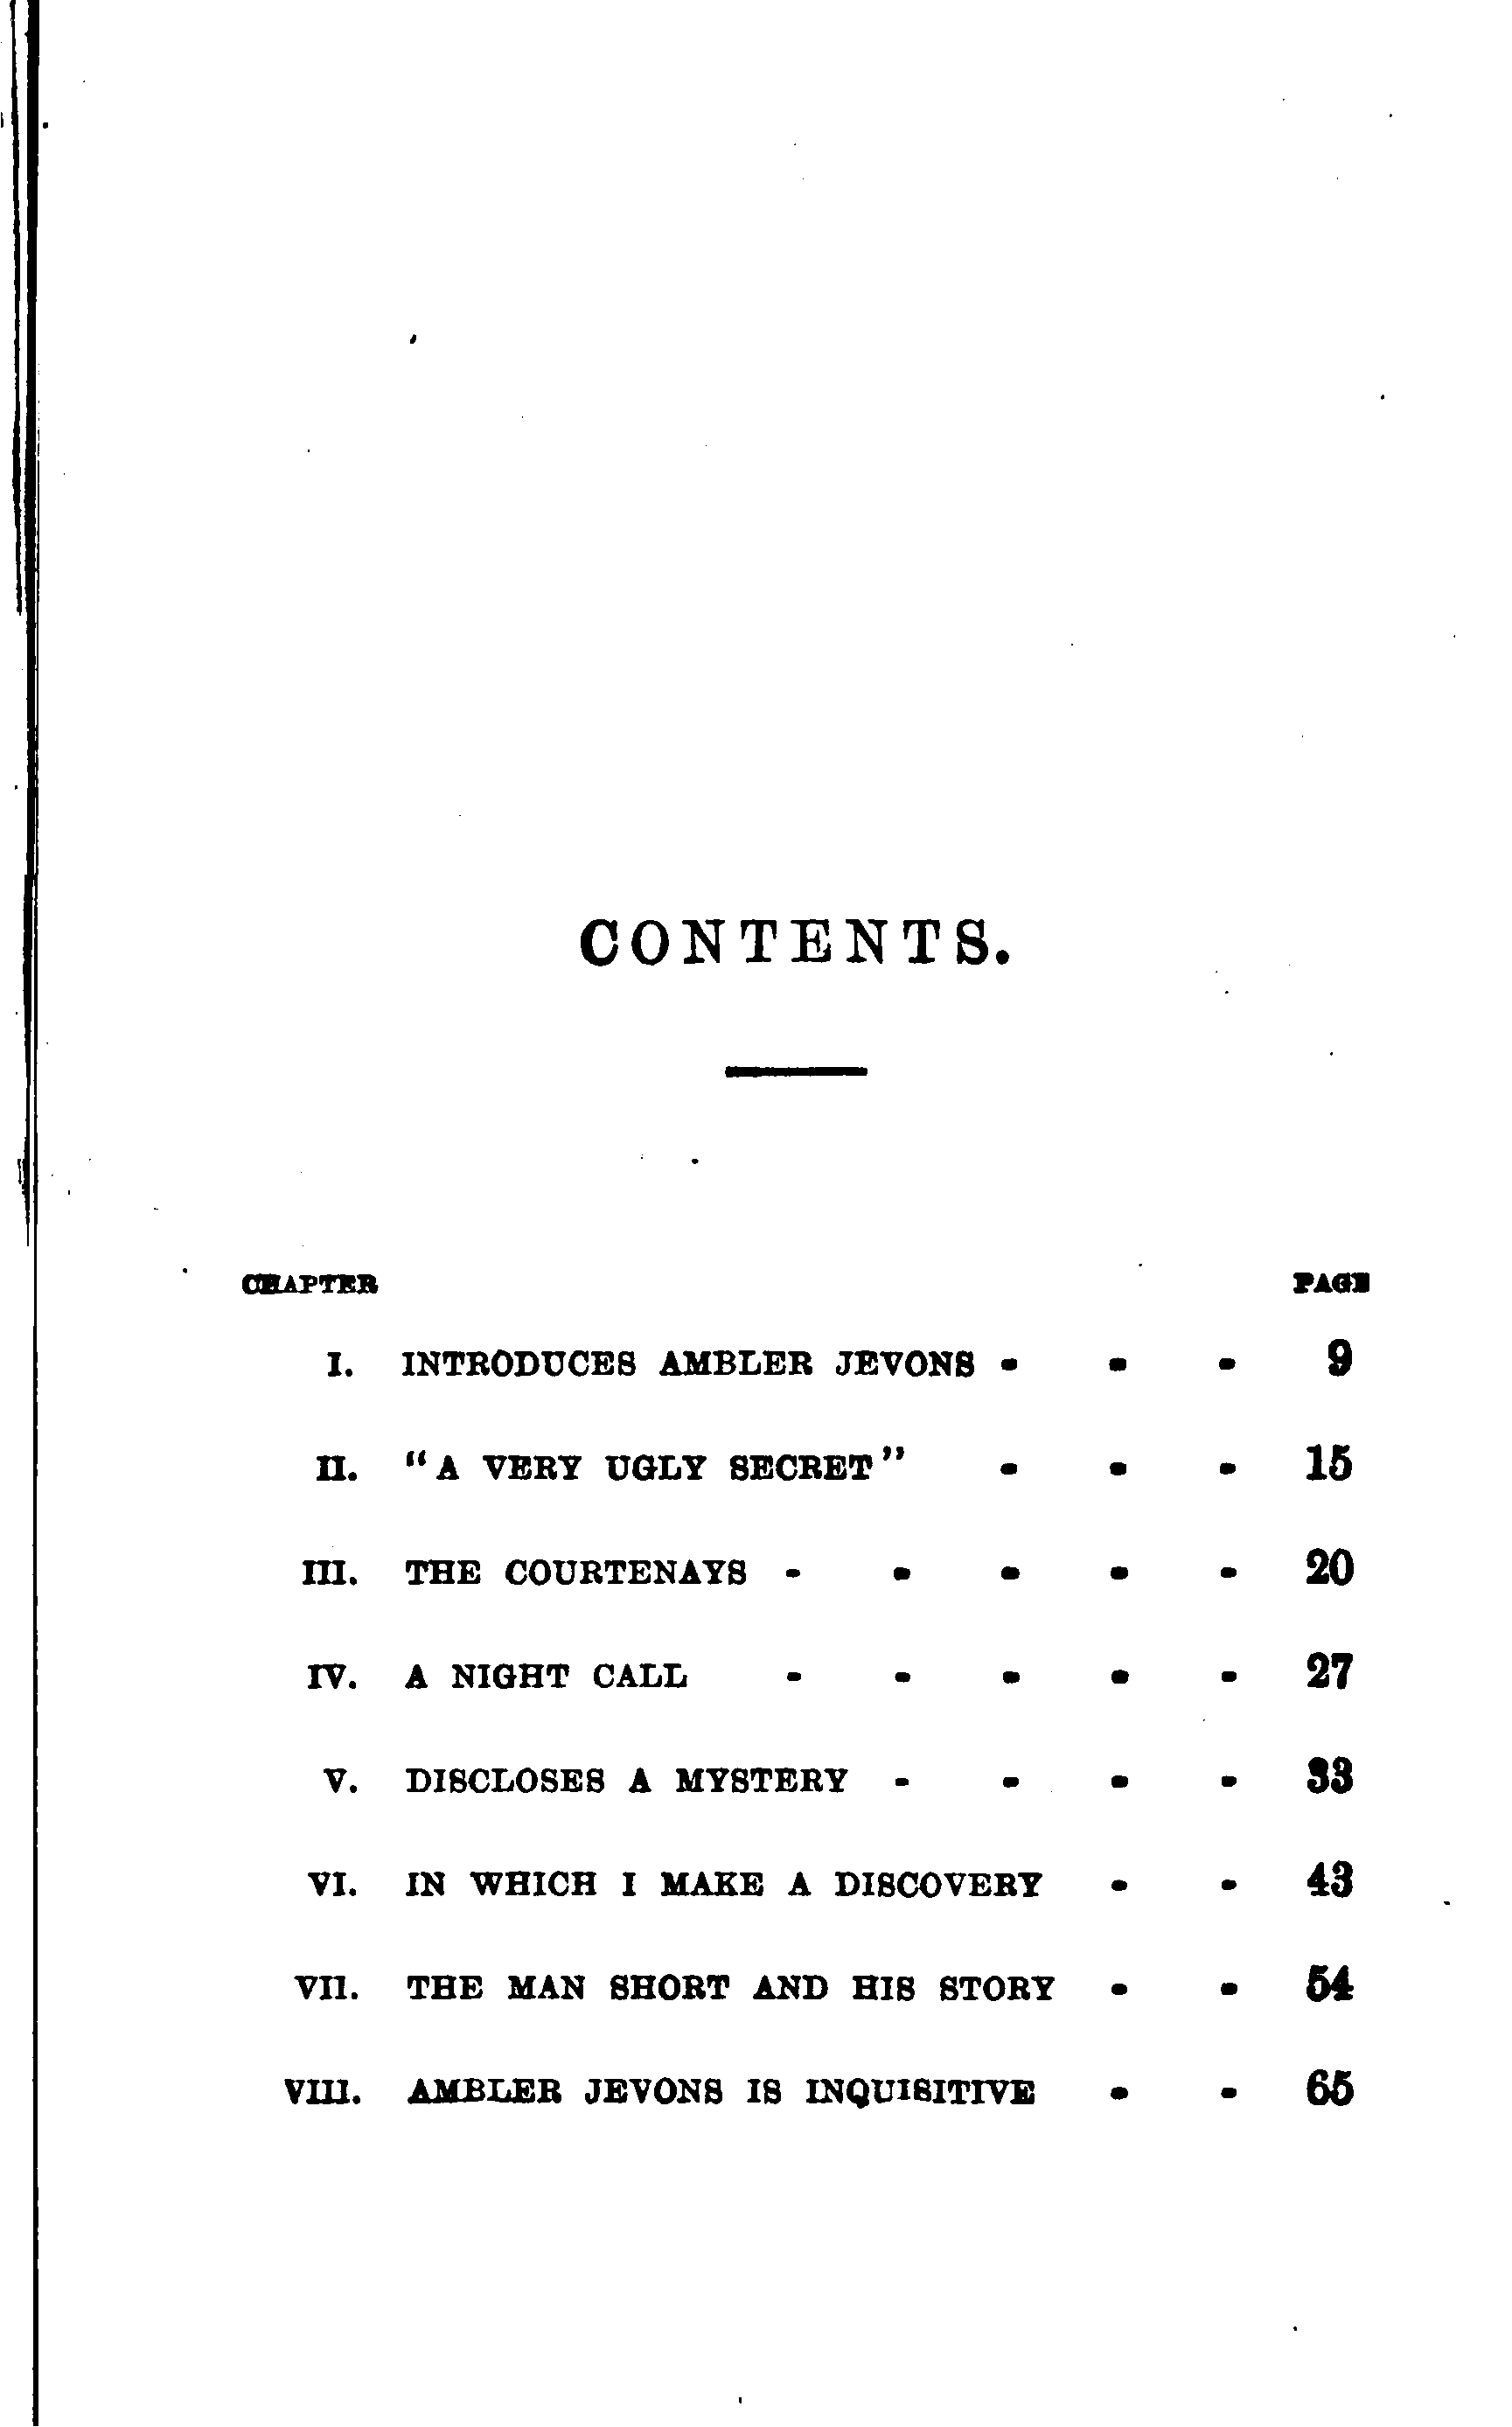 CONTENTS.
CHAPTER PAGE
I. INTRODUCES AMBLER JEVONS - - - 9
II. "A VERY UGLY SECRET" - - - 15
III. THE COURTENAYS - - - - - 20
IV. A NIGHT CALL - - - - - 27
V. DISCLOSES A MYSTERY - - - - 33
VI. IN WHICH I MAKE A DISCOVERY - - 43
VII. THE MAN SHORT AND HIS STORY - - 54
VIII. AMBLER JEVONS IS INQUISITIVE - - 65